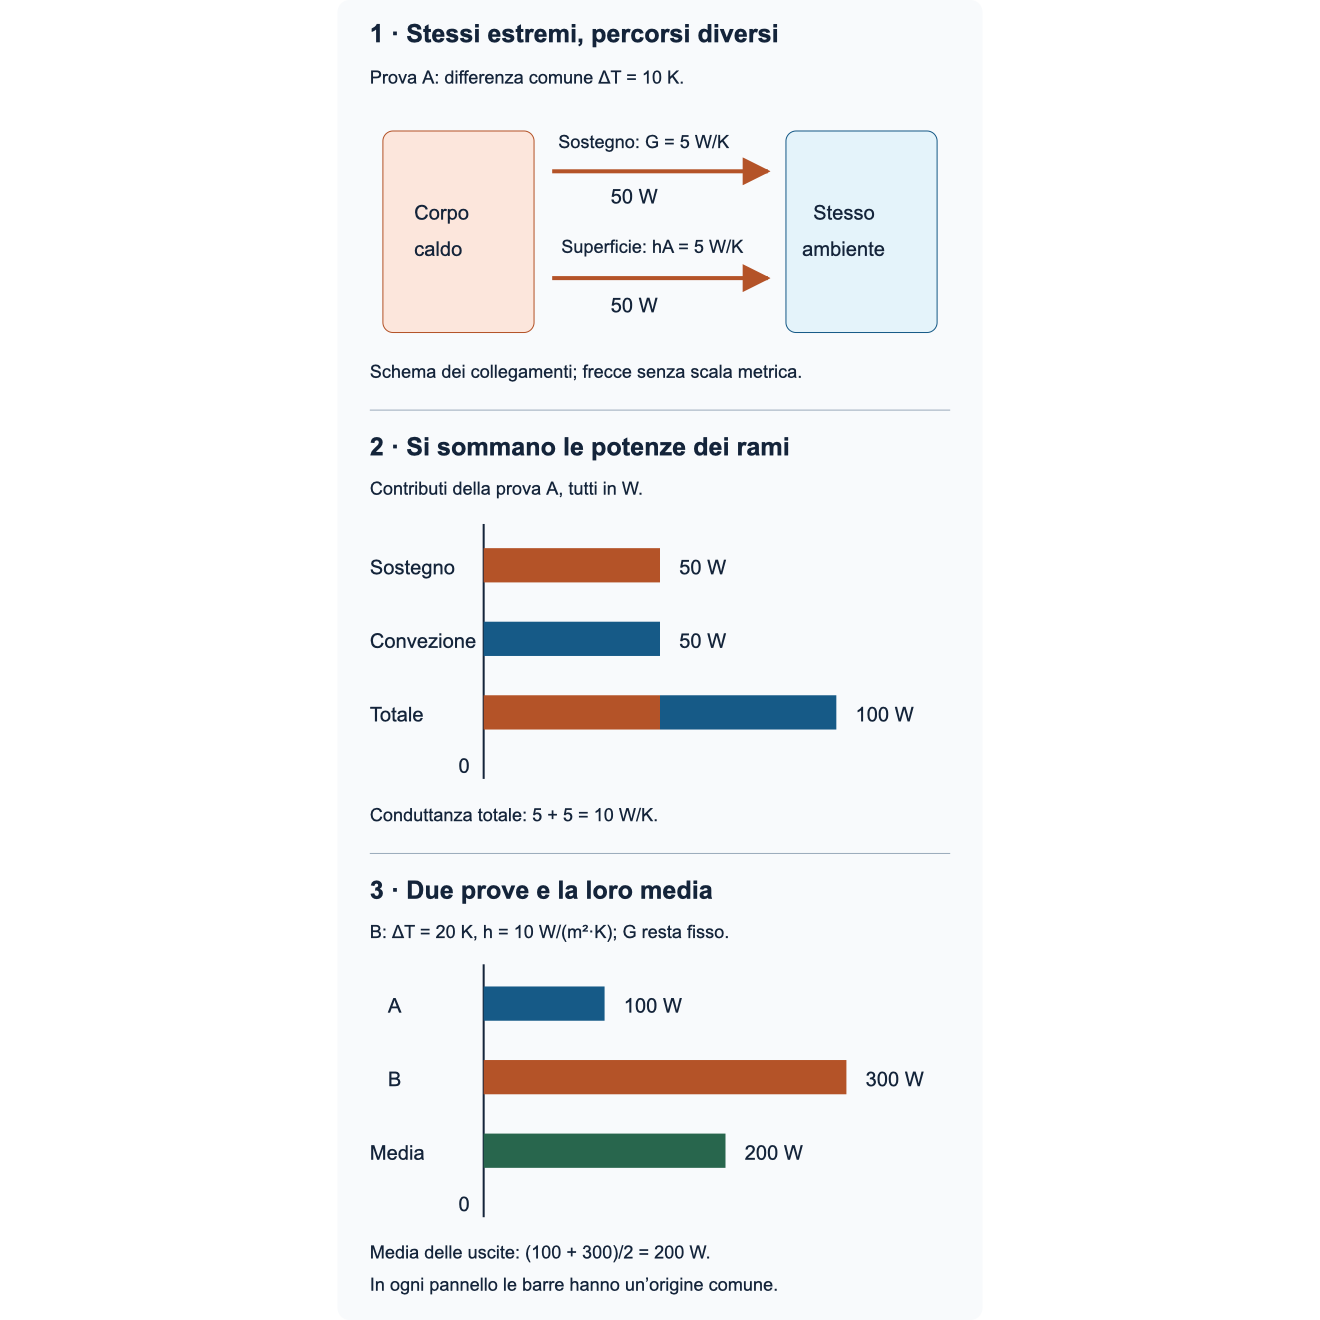 1 · Stessi estremi, percorsi diversi
Prova A: differenza comune ΔT = 10 K.
Sostegno: G = 5 W/K
50 W
Corpo
caldo
Stesso
ambiente
Superficie: hA = 5 W/K
50 W
Schema dei collegamenti; frecce senza scala metrica.
2 · Si sommano le potenze dei rami
Contributi della prova A, tutti in W.
Sostegno 50 W
Convezione 50 W
Totale 100 W
0
Conduttanza totale: 5 + 5 = 10 W/K.
3 · Due prove e la loro media
B: ΔT = 20 K, h = 10 W/(m²·K); G resta fisso.
A 100 W
B 300 W
Media 200 W
0
Media delle uscite: (100 + 300)/2 = 200 W.
In ogni pannello le barre hanno un’origine comune.